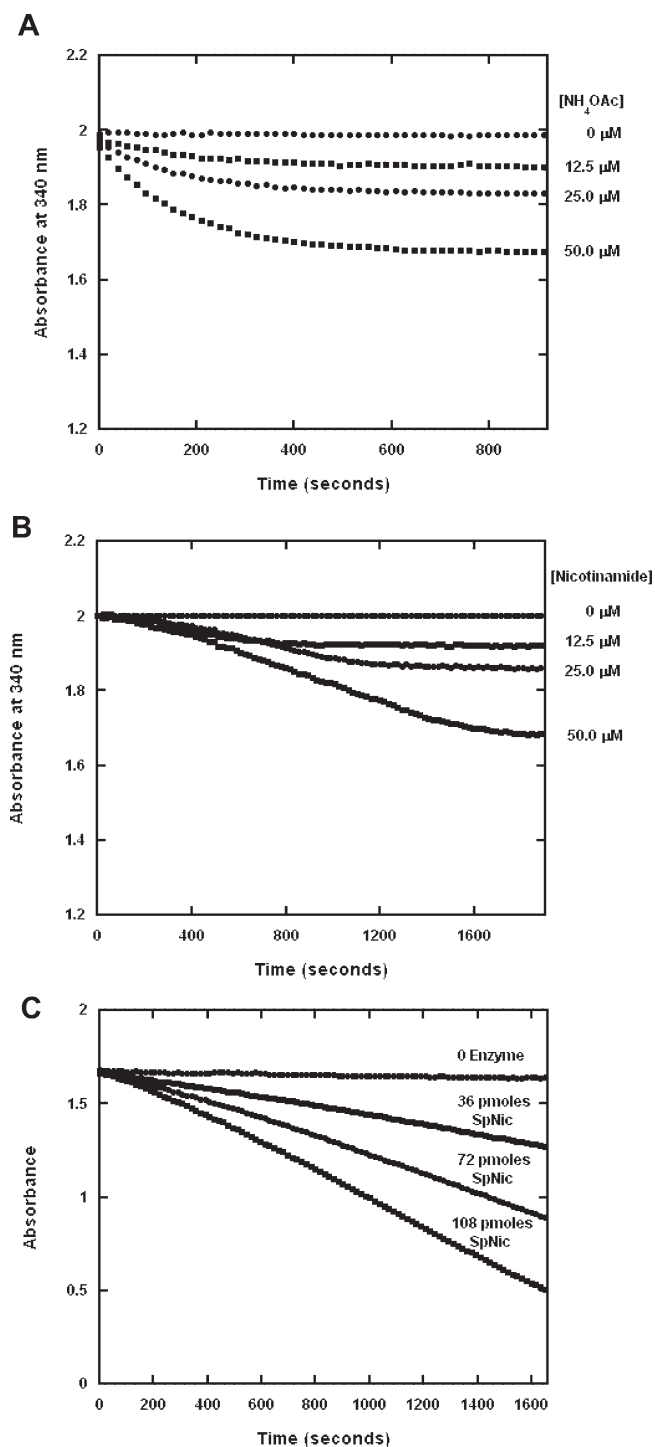 A
2.2
2
1.8
1.6
1.4
1.2
Absorbance at 340 nm
0 200 400 600 800
Time (seconds)
[NH4OAc]
0 µM
12.5 µM
25.0 µM
50.0 µM
B
2.2
2
1.8
1.6
1.4
1.2
Absorbance at 340 nm
0 400 800 1200 1600
Time (seconds)
[Nicotinamide]
0 µM
12.5 µM
25.0 µM
50.0 µM
C
2
1.5
1
0.5
0
Absorbance
0 200 400 600 800 1000 1200 1400 1600
Time (seconds)
0 Enzyme
36 pmoles
SpNic
72 pmoles
SpNic
108 pmoles
SpNic